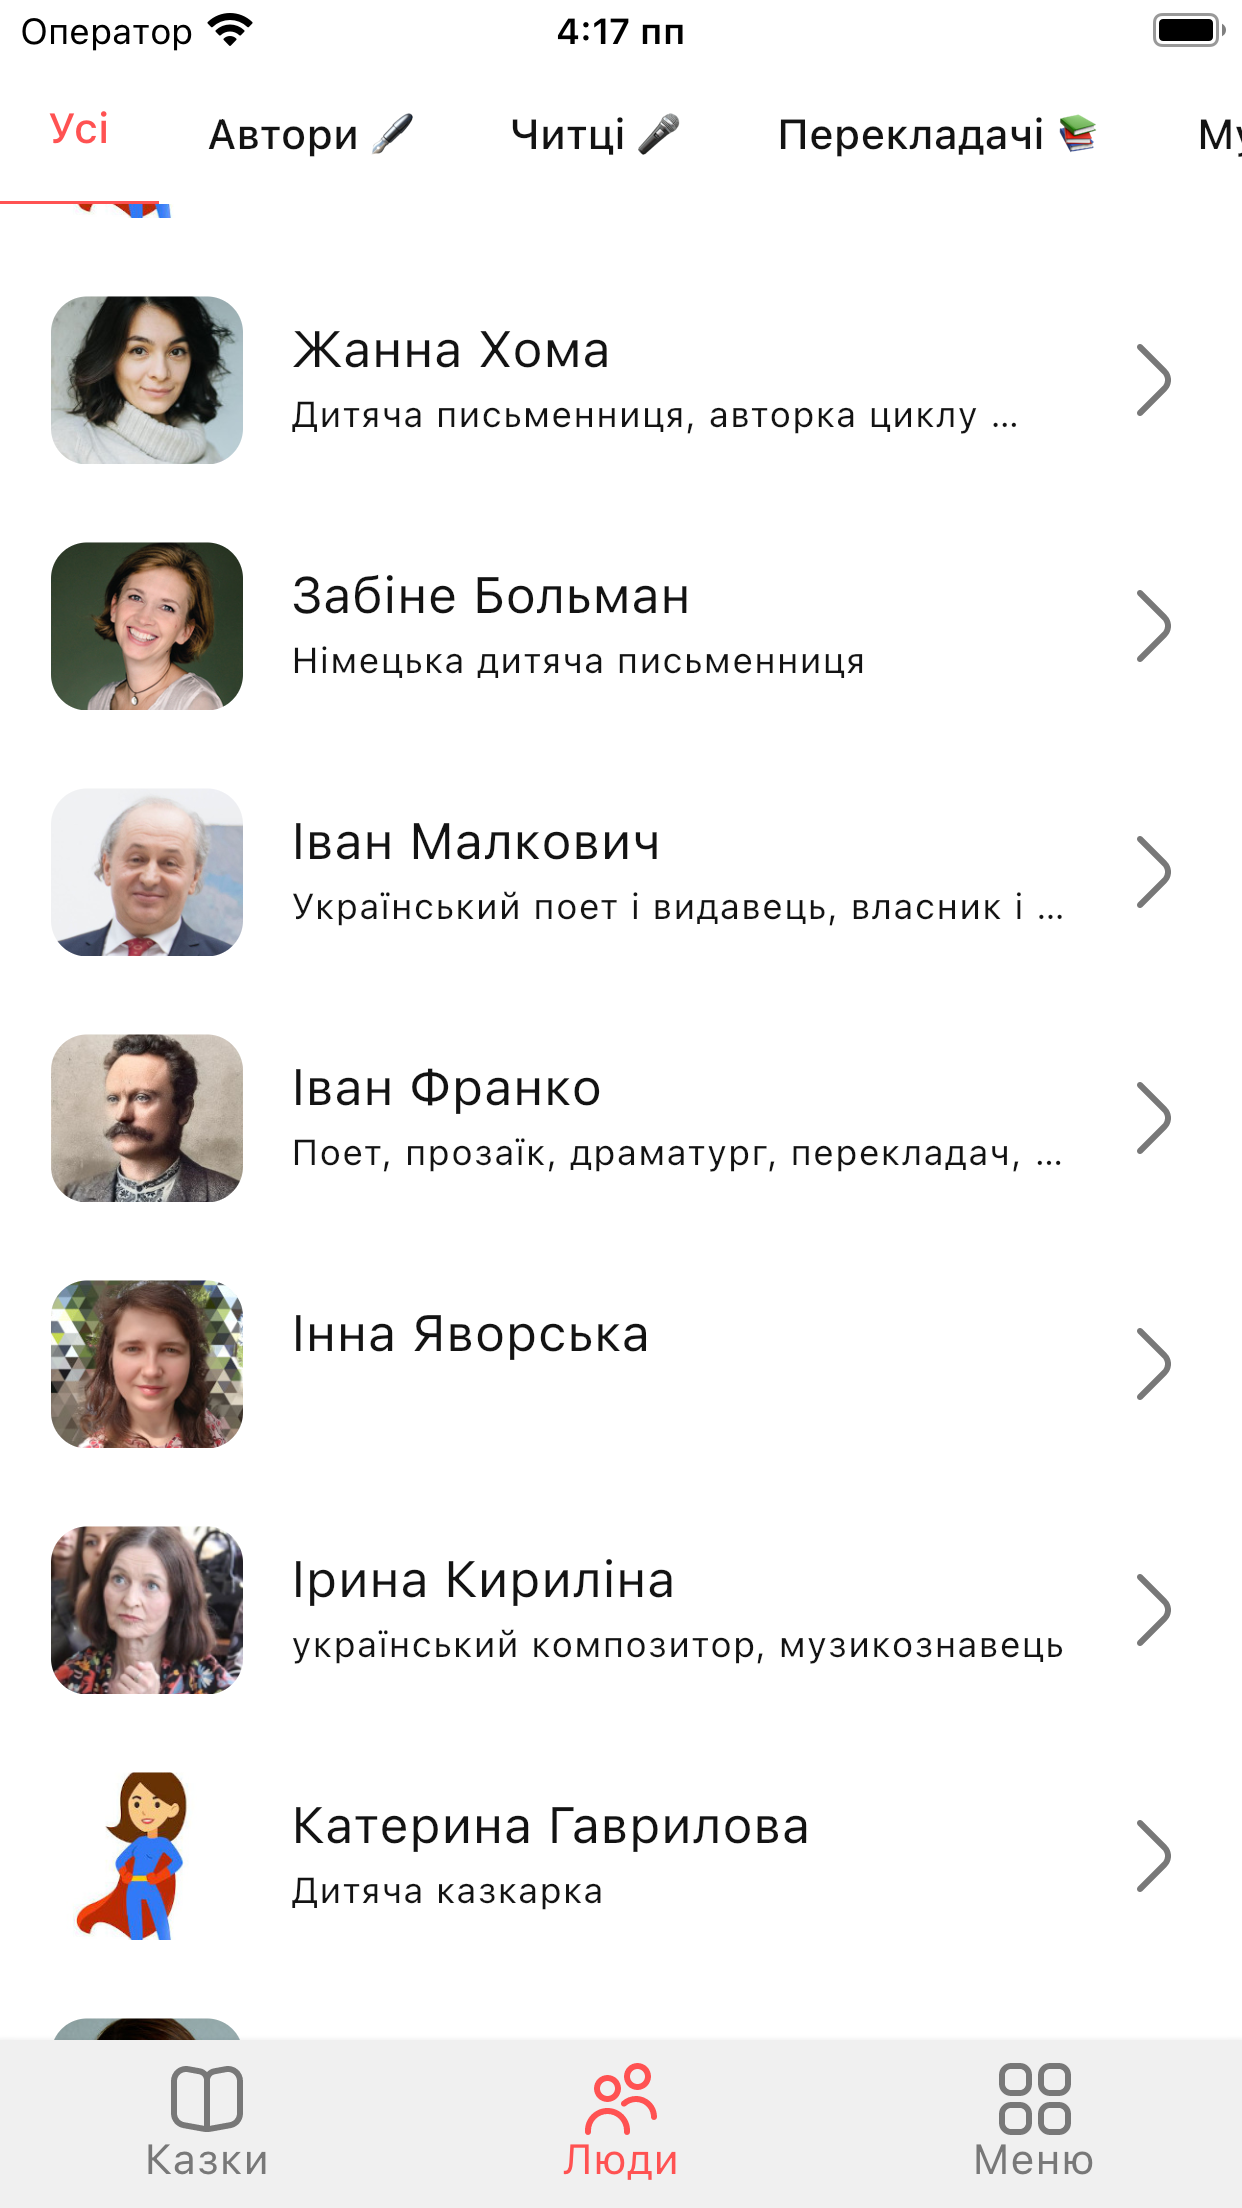 Оператор 4:17 пп
Усі Автори Читці Перекладачі Му
Жанна Хома
Дитяча письменниця, авторка циклу ...
Забіне Больман
Німецька дитяча письменниця
Іван Малкович
Український поет і видавець, власник і ...
Іван Франко
Поет, прозаїк, драматург, перекладач, ...
Інна Яворська
Ірина Кириліна
український композитор, музикознавець
Катерина Гаврилова
Дитяча казкарка
Казки Люди Меню